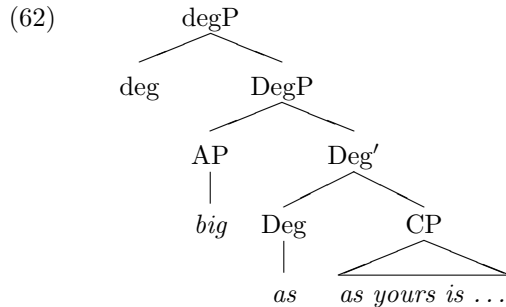 (62) degP
deg DegP
AP Deg′
big Deg CP
as as yours is ...